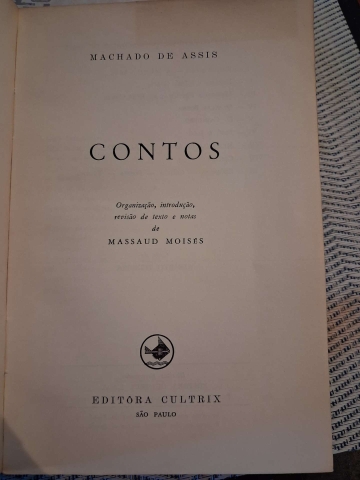 MACHADO DE ASSIS
CONTOS
Organização, introdução,
revisão de texto e notas
de
MASSAUD MOISÉS
EDITÔRA CULTRIX
SÃO PAULO